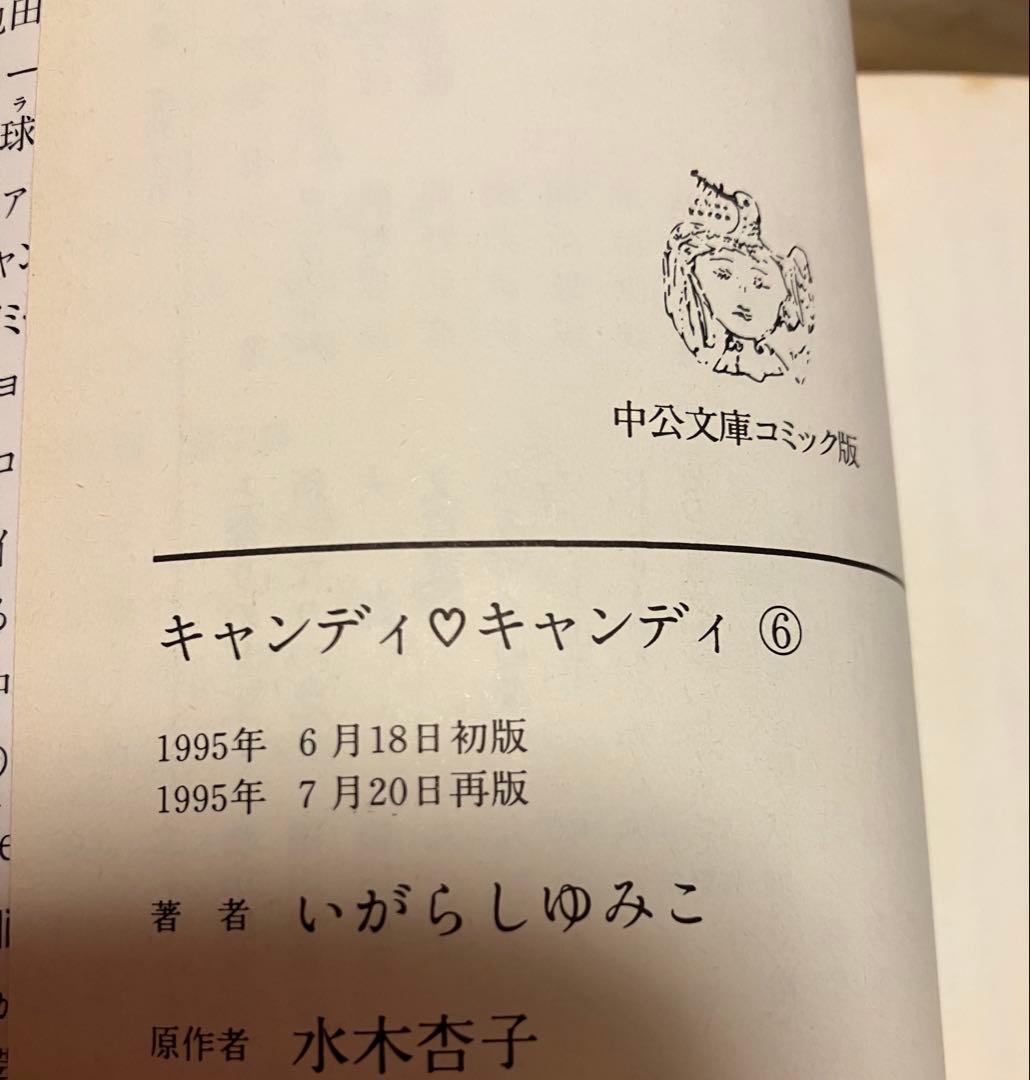 中公文庫コミック版
キャンディ♡キャンディ ⑥
1995年 6月18日初版
1995年 7月20日再版
著者 いがらしゆみこ
原作者 水木杏子